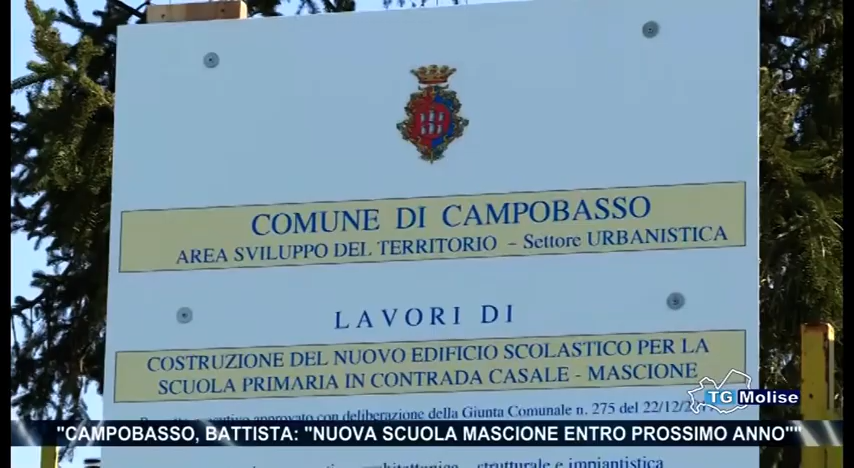 COMUNE DI CAMPOBASSO
AREA SVILUPPO DEL TERRITORIO – Settore URBANISTICA
LAVORI DI
COSTRUZIONE DEL NUOVO EDIFICIO SCOLASTICO PER LA
SCUOLA PRIMARIA IN CONTRADA CASALE - MASCIONE
approvato con deliberazione della Giunta Comunale n. 275 del 22/12/
TG Molise
"CAMPOBASSO, BATTISTA: "NUOVA SCUOLA MASCIONE ENTRO PROSSIMO ANNO""
strutturale e impiantistica